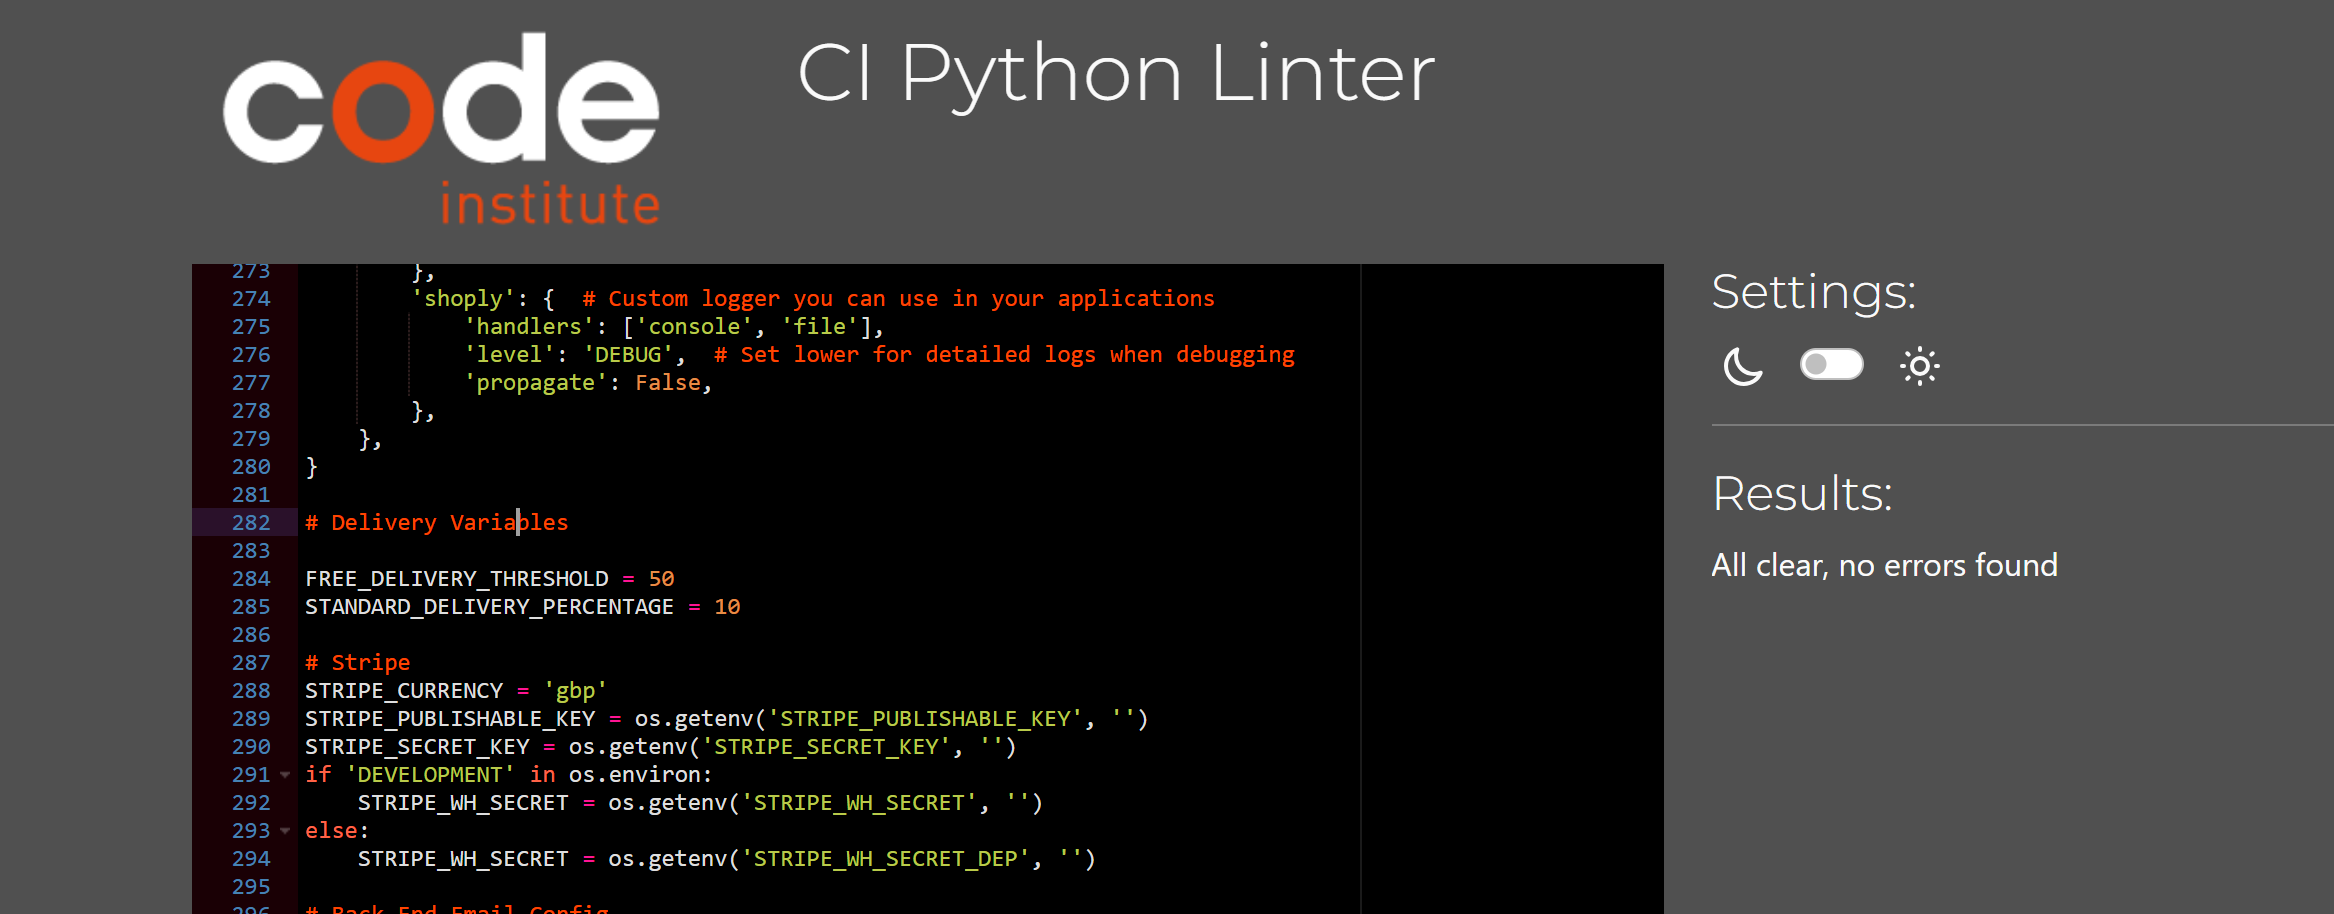 code
institute
CI Python Linter
273 },
274 'shoply': {  # Custom logger you can use in your applications
275 'handlers': ['console', 'file'],
276 'level': 'DEBUG',  # Set lower for detailed logs when debugging
277 'propagate': False,
278 },
279 },
280 }
281
282 # Delivery Variables
283
284 FREE_DELIVERY_THRESHOLD = 50
285 STANDARD_DELIVERY_PERCENTAGE = 10
286
287 # Stripe
288 STRIPE_CURRENCY = 'gbp'
289 STRIPE_PUBLISHABLE_KEY = os.getenv('STRIPE_PUBLISHABLE_KEY', '')
290 STRIPE_SECRET_KEY = os.getenv('STRIPE_SECRET_KEY', '')
291 if 'DEVELOPMENT' in os.environ:
292 STRIPE_WH_SECRET = os.getenv('STRIPE_WH_SECRET', '')
293 else:
294 STRIPE_WH_SECRET = os.getenv('STRIPE_WH_SECRET_DEP', '')
295
296 # Back End Email Config
Settings:
Results:
All clear, no errors found